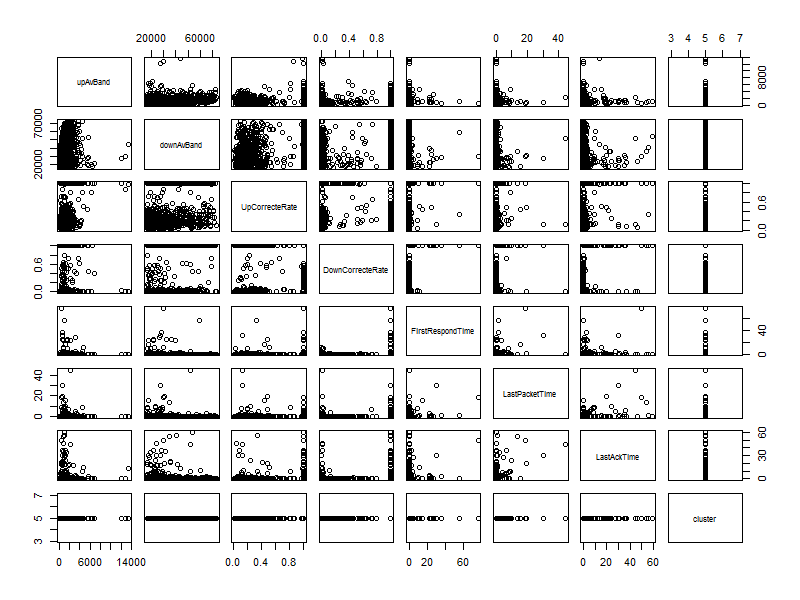 20000 60000 0.0 0.4 0.8 0 20 40 3 4 5 6 7
upAvBand 0 8000
20000 70000 downAvBand
UpCorrecteRate 0.0 0.6
0.0 0.6 DownCorrecteRate
FirstRespondTime 0 40
0 20 40 LastPacketTime
LastAckTime 0 30 60
3 5 7 cluster
0 6000 14000 0.0 0.4 0.8 0 20 60 0 20 40 60